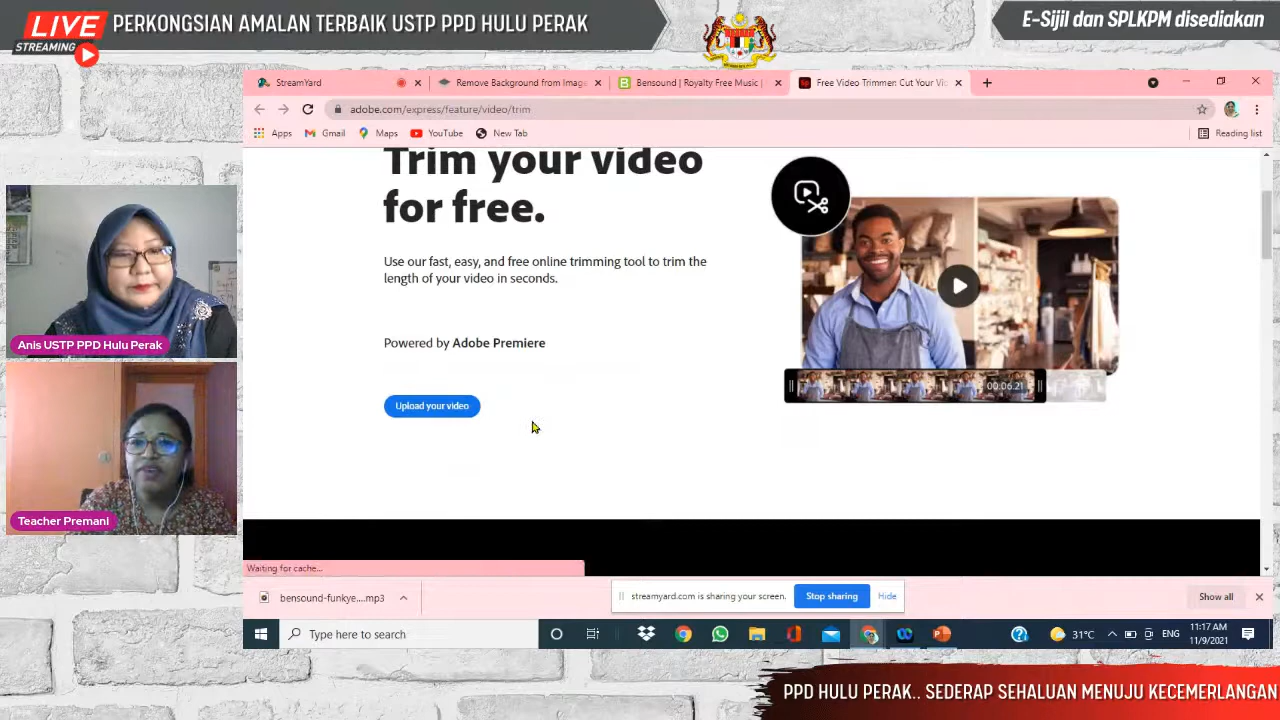 LIVE
STREAMING
PERKONGSIAN AMALAN TERBAIK USTP PPD HULU PERAK
E-Sijil dan SPLKPM disediakan
StreamYard
Remove Background from Image
Bensound | Royalty Free Music |
Free Video Trimmer: Cut Your Vid
adobe.com/express/feature/video/trim
Apps
Gmail
Maps
YouTube
New Tab
Reading list
Trim your video
for free.
Use our fast, easy, and free online trimming tool to trim the
length of your video in seconds.
Powered by Adobe Premiere
Upload your video
00:06.21
Anis USTP PPD Hulu Perak
Teacher Premani
Waiting for cache...
bensound-funkye....mp3
streamyard.com is sharing your screen.
Stop sharing
Hide
Show all
Type here to search
31°C
ENG
11:17 AM
11/9/2021
PPD HULU PERAK.. SEDERAP SEHALUAN MENUJU KECEMERLANGAN